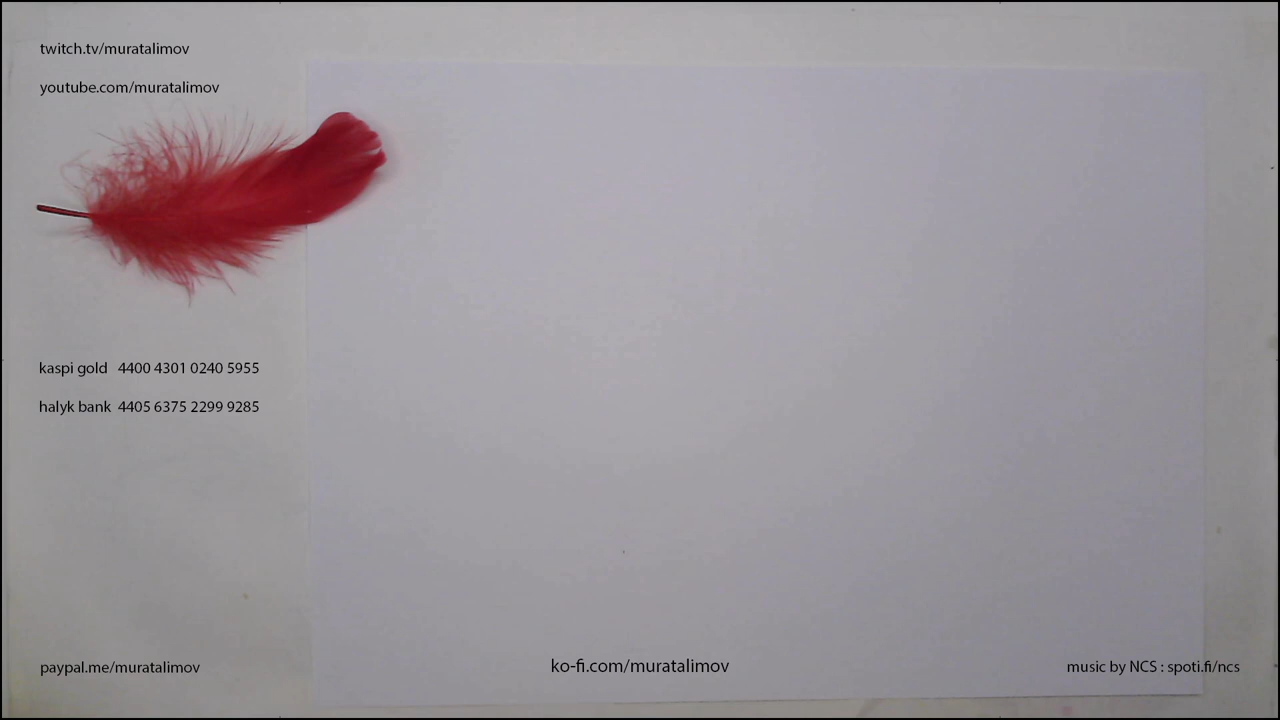 twitch.tv/muratalimov
youtube.com/muratalimov
kaspi gold 4400 4301 0240 5955
halyk bank 4405 6375 2299 9285
paypal.me/muratalimov
ko-fi.com/muratalimov
music by NCS : spoti.fi/ncs